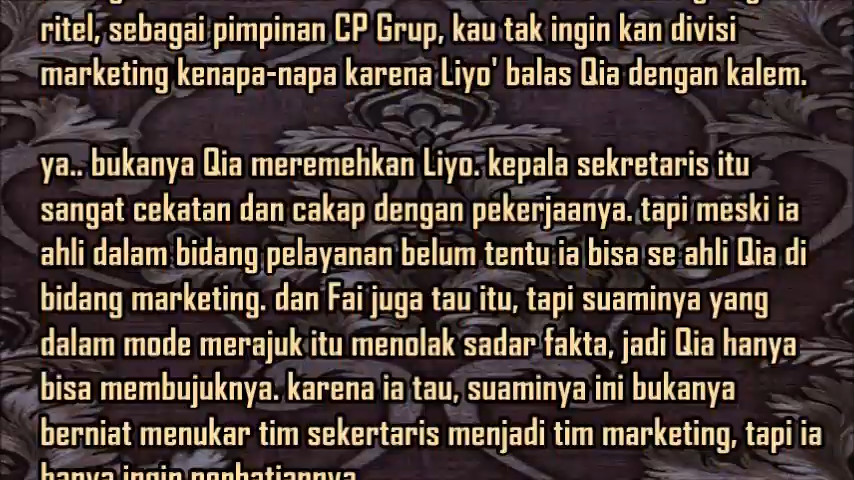 ritel, sebagai pimpinan CP Grup, kau tak ingin kan divisi
marketing kenapa-napa karena Liyo' balas Qia dengan kalem.
ya.. bukanya Qia meremehkan Liyo. kepala sekretaris itu
sangat cekatan dan cakap dengan pekerjaanya. tapi meski ia
ahli dalam bidang pelayanan belum tentu ia bisa se ahli Qia di
bidang marketing. dan Fai juga tau itu, tapi suaminya yang
dalam mode merajuk itu menolak sadar fakta, jadi Qia hanya
bisa membujuknya. karena ia tau, suaminya ini bukanya
berniat menukar tim sekertaris menjadi tim marketing, tapi ia
hanya ingin perhatiannya